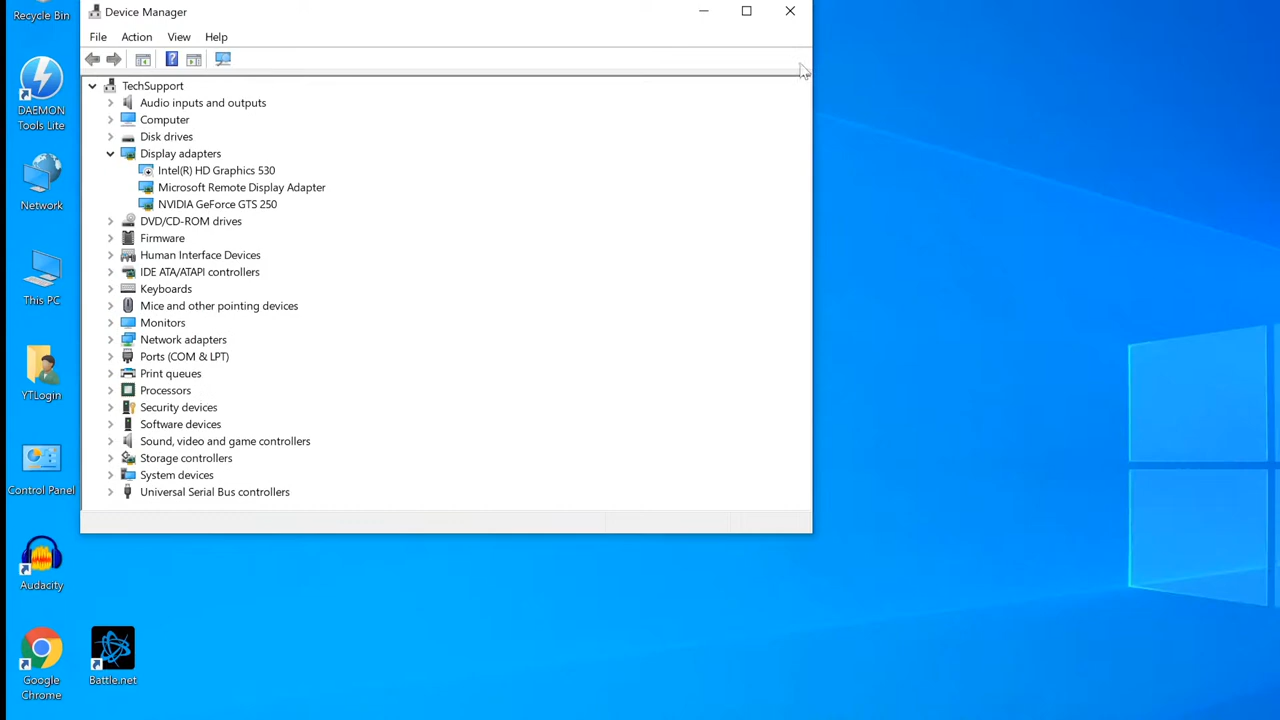 Recycle Bin
DAEMON
Tools Lite
Network
This PC
YTLogin
Control Panel
Audacity
Google
Chrome
Battle.net
Device Manager
File Action View Help
TechSupport
Audio inputs and outputs
Computer
Disk drives
Display adapters
Intel(R) HD Graphics 530
Microsoft Remote Display Adapter
NVIDIA GeForce GTS 250
DVD/CD-ROM drives
Firmware
Human Interface Devices
IDE ATA/ATAPI controllers
Keyboards
Mice and other pointing devices
Monitors
Network adapters
Ports (COM & LPT)
Print queues
Processors
Security devices
Software devices
Sound, video and game controllers
Storage controllers
System devices
Universal Serial Bus controllers